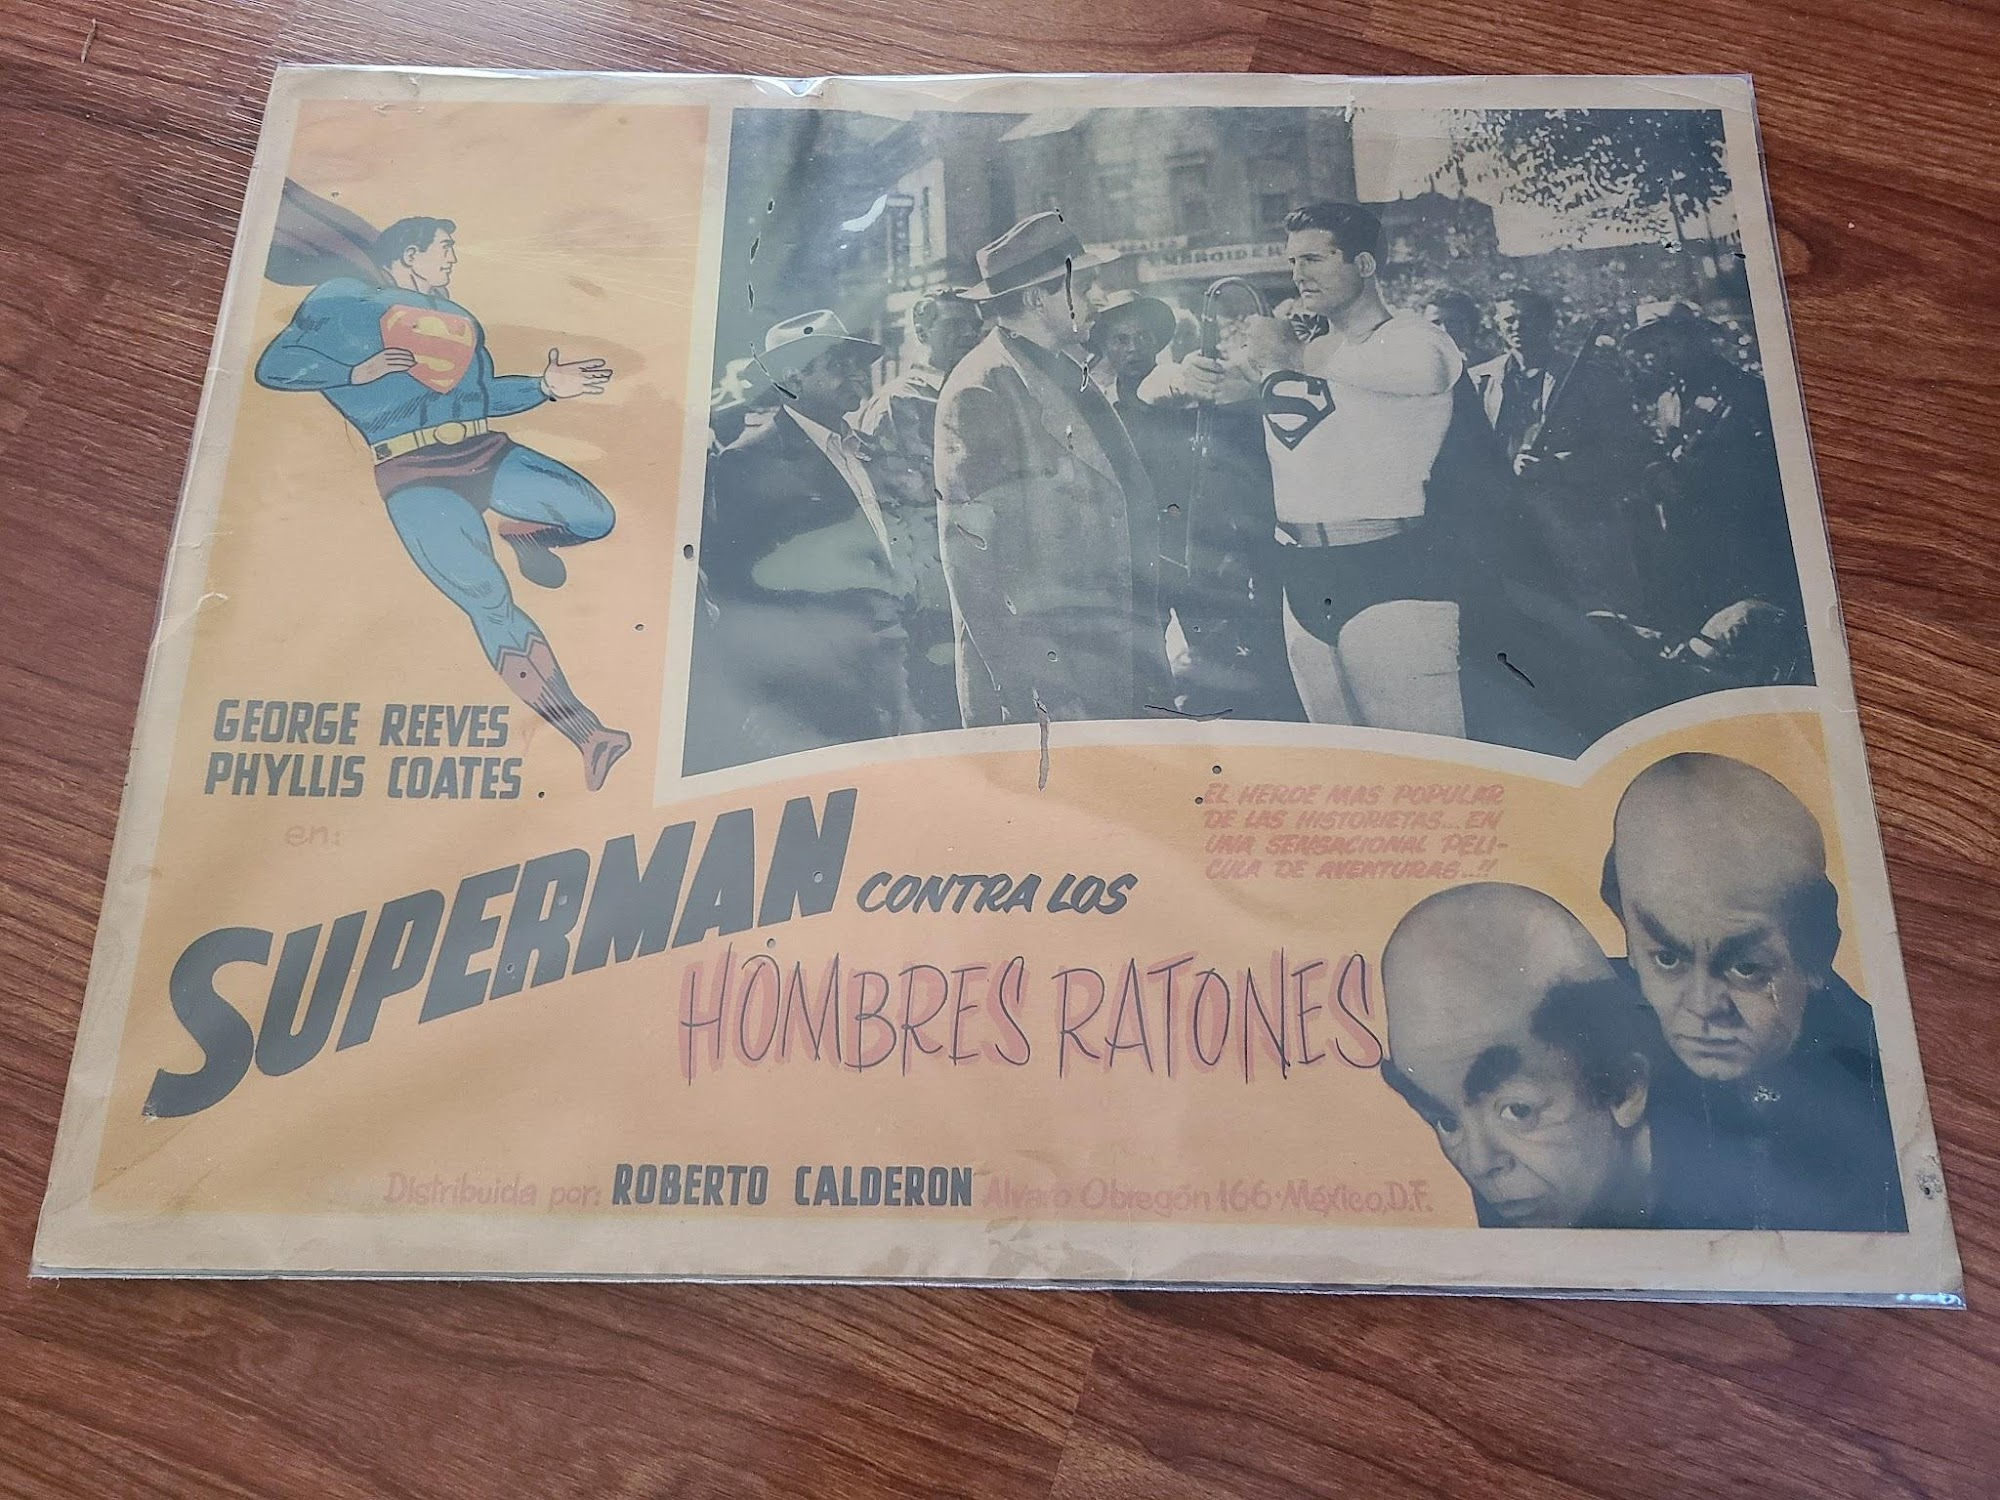 GEORGE REEVES y
PHYLLIS COATES
en:
SUPERMAN CONTRA LOS
HOMBRES RATONES
EL HEROE MAS POPULAR
DE LAS HISTORIETAS...EN
UNA SENSACIONAL PELI-
CULA DE AVENTURAS..!!
Distribuida por: ROBERTO CALDERON Alvaro Obregón 166·México,D.F.
S
S